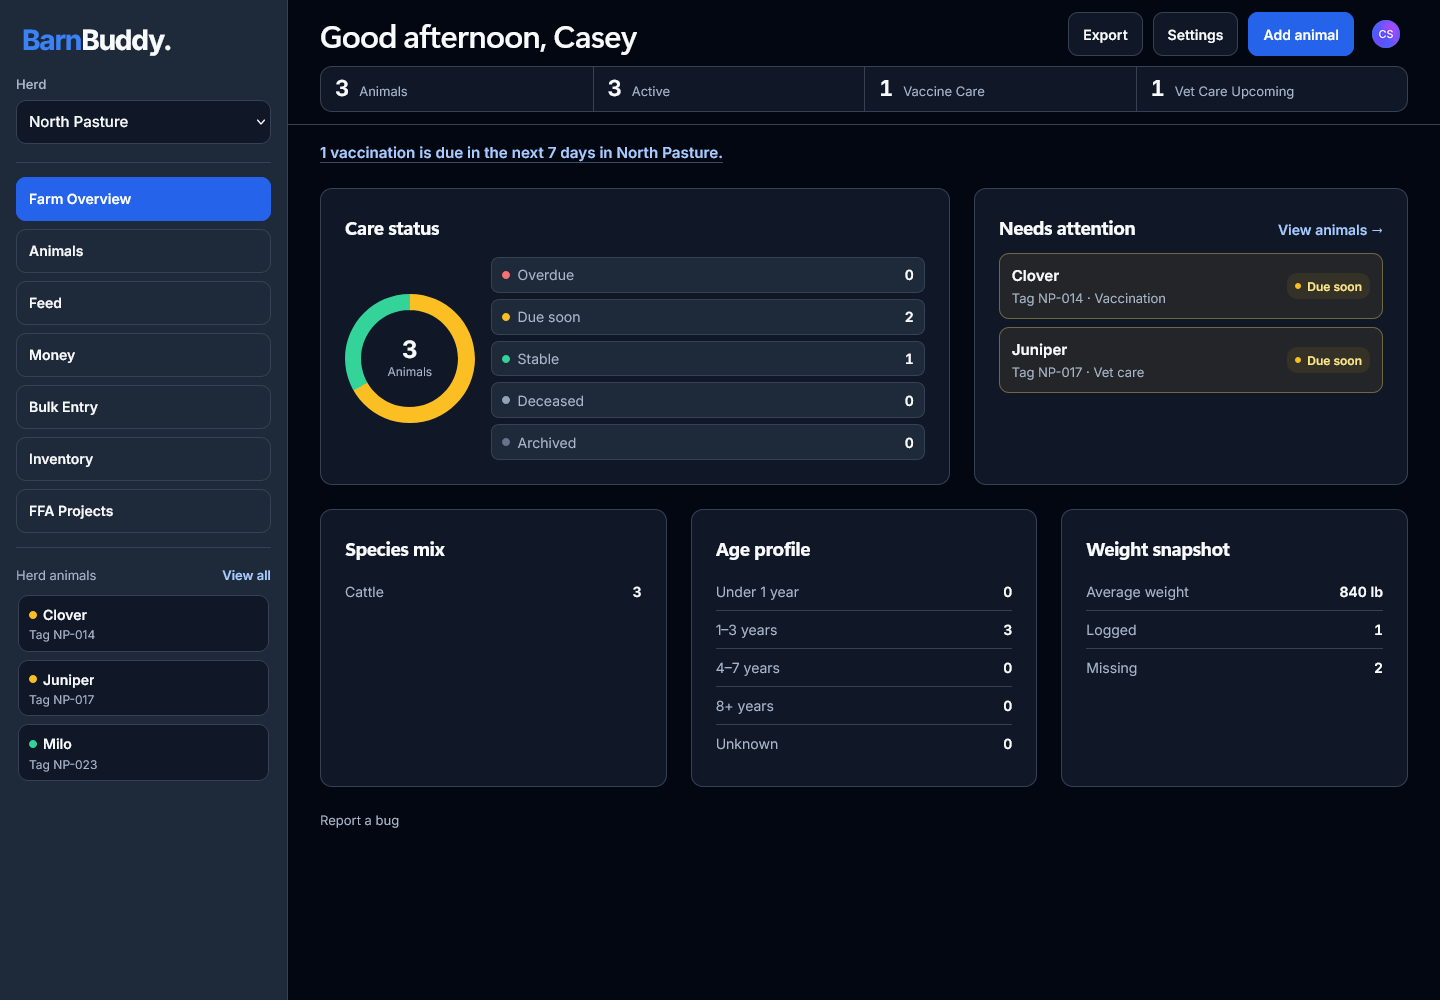 BarnBuddy.
Herd
North Pasture
Farm Overview
Animals
Feed
Money
Bulk Entry
Inventory
FFA Projects
Herd animals View all
Clover
Tag NP-014
Juniper
Tag NP-017
Milo
Tag NP-023
Good afternoon, Casey
Export Settings Add animal CS
3 Animals 3 Active 1 Vaccine Care 1 Vet Care Upcoming
1 vaccination is due in the next 7 days in North Pasture.
Care status
3
Animals
Overdue 0
Due soon 2
Stable 1
Deceased 0
Archived 0
Needs attention View animals →
Clover
Tag NP-014 · Vaccination
Due soon
Juniper
Tag NP-017 · Vet care
Due soon
Species mix
Cattle 3
Age profile
Under 1 year 0
1–3 years 3
4–7 years 0
8+ years 0
Unknown 0
Weight snapshot
Average weight 840 lb
Logged 1
Missing 2
Report a bug